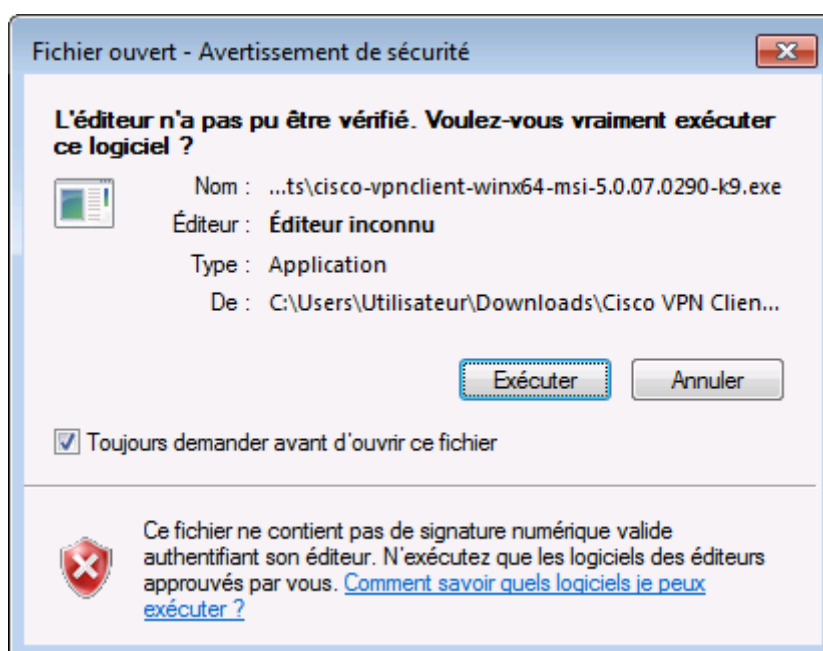 Fichier ouvert - Avertissement de sécurité
L'éditeur n'a pas pu être vérifié. Voulez-vous vraiment exécuter
ce logiciel ?
Nom : ...ts\cisco-vpnclient-winx64-msi-5.0.07.0290-k9.exe
Éditeur : Éditeur inconnu
Type : Application
De : C:\Users\Utilisateur\Downloads\Cisco VPN Clien...
Exécuter Annuler
Toujours demander avant d'ouvrir ce fichier
Ce fichier ne contient pas de signature numérique valide
authentifiant son éditeur. N'exécutez que les logiciels des éditeurs
approuvés par vous. Comment savoir quels logiciels je peux
exécuter ?